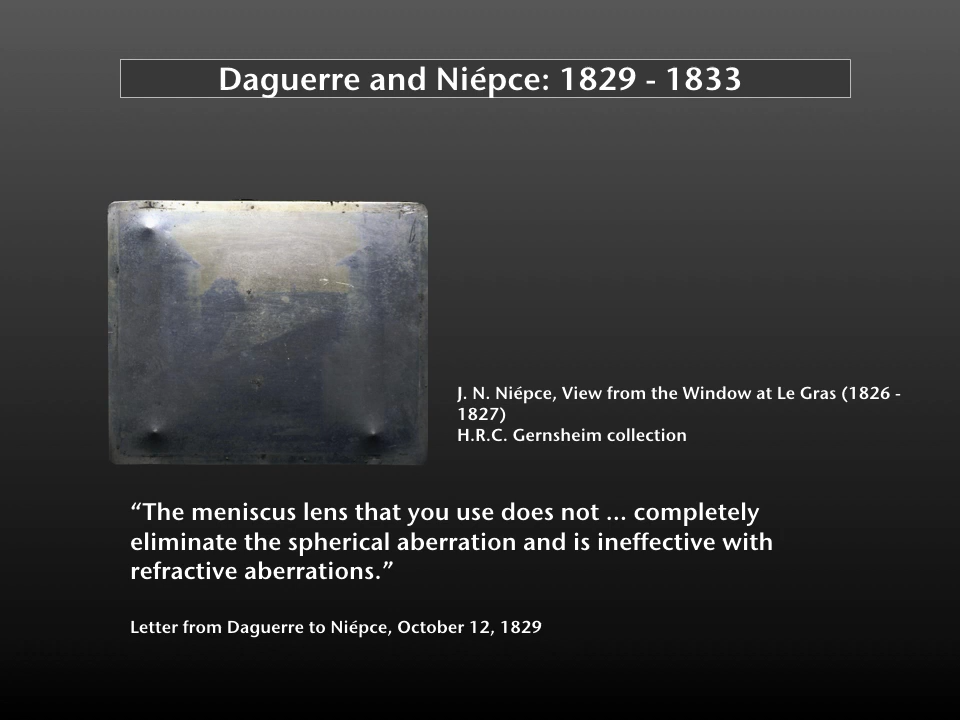 Daguerre and Niépce: 1829 - 1833
J. N. Niépce, View from the Window at Le Gras (1826 -
1827)
H.R.C. Gernsheim collection
“The meniscus lens that you use does not ... completely
eliminate the spherical aberration and is ineffective with
refractive aberrations.”
Letter from Daguerre to Niépce, October 12, 1829